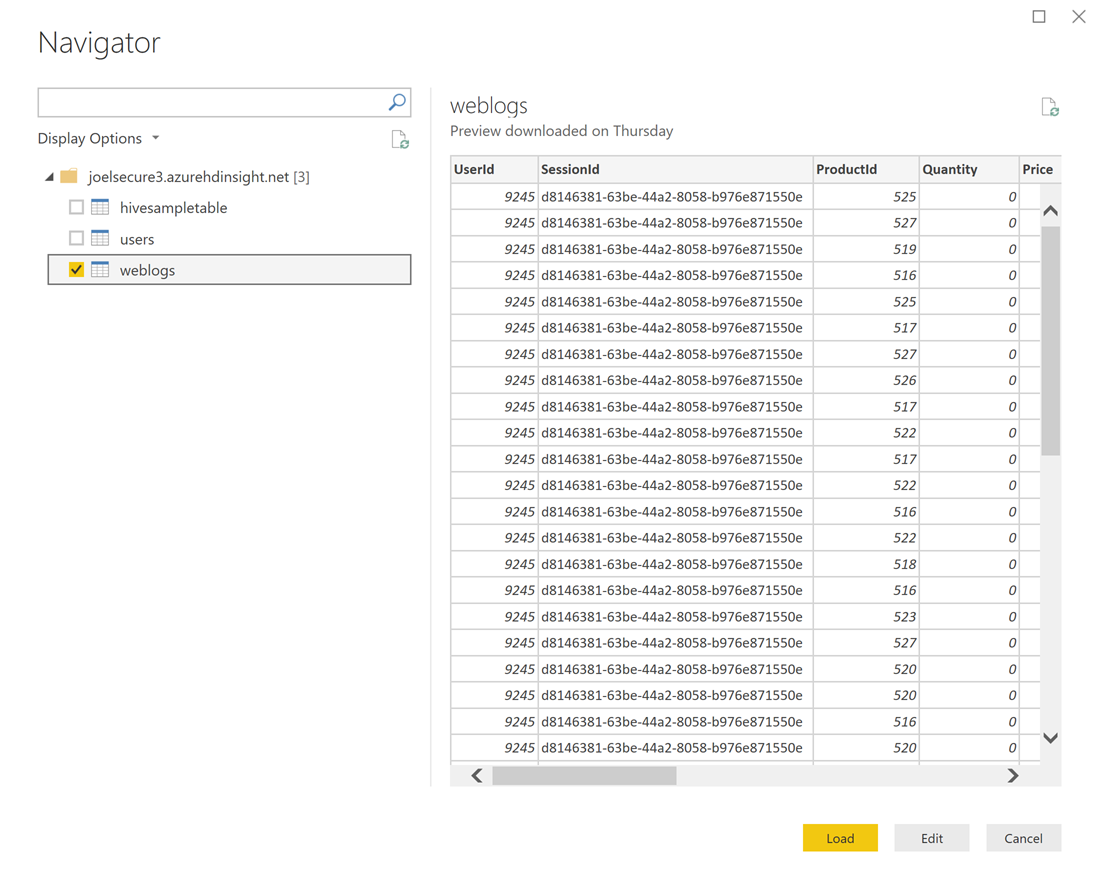 Navigator
Display Options
joelsecure3.azurehdinsight.net [3]
hivesampletable
users
weblogs
weblogs
Preview downloaded on Thursday
UserId SessionId ProductId Quantity Price
9245 d8146381-63be-44a2-8058-b976e871550e 525 0
9245 d8146381-63be-44a2-8058-b976e871550e 527 0
9245 d8146381-63be-44a2-8058-b976e871550e 519 0
9245 d8146381-63be-44a2-8058-b976e871550e 516 0
9245 d8146381-63be-44a2-8058-b976e871550e 525 0
9245 d8146381-63be-44a2-8058-b976e871550e 517 0
9245 d8146381-63be-44a2-8058-b976e871550e 527 0
9245 d8146381-63be-44a2-8058-b976e871550e 526 0
9245 d8146381-63be-44a2-8058-b976e871550e 517 0
9245 d8146381-63be-44a2-8058-b976e871550e 522 0
9245 d8146381-63be-44a2-8058-b976e871550e 517 0
9245 d8146381-63be-44a2-8058-b976e871550e 522 0
9245 d8146381-63be-44a2-8058-b976e871550e 516 0
9245 d8146381-63be-44a2-8058-b976e871550e 522 0
9245 d8146381-63be-44a2-8058-b976e871550e 518 0
9245 d8146381-63be-44a2-8058-b976e871550e 516 0
9245 d8146381-63be-44a2-8058-b976e871550e 523 0
9245 d8146381-63be-44a2-8058-b976e871550e 527 0
9245 d8146381-63be-44a2-8058-b976e871550e 520 0
9245 d8146381-63be-44a2-8058-b976e871550e 520 0
9245 d8146381-63be-44a2-8058-b976e871550e 516 0
9245 d8146381-63be-44a2-8058-b976e871550e 520 0
Load Edit Cancel